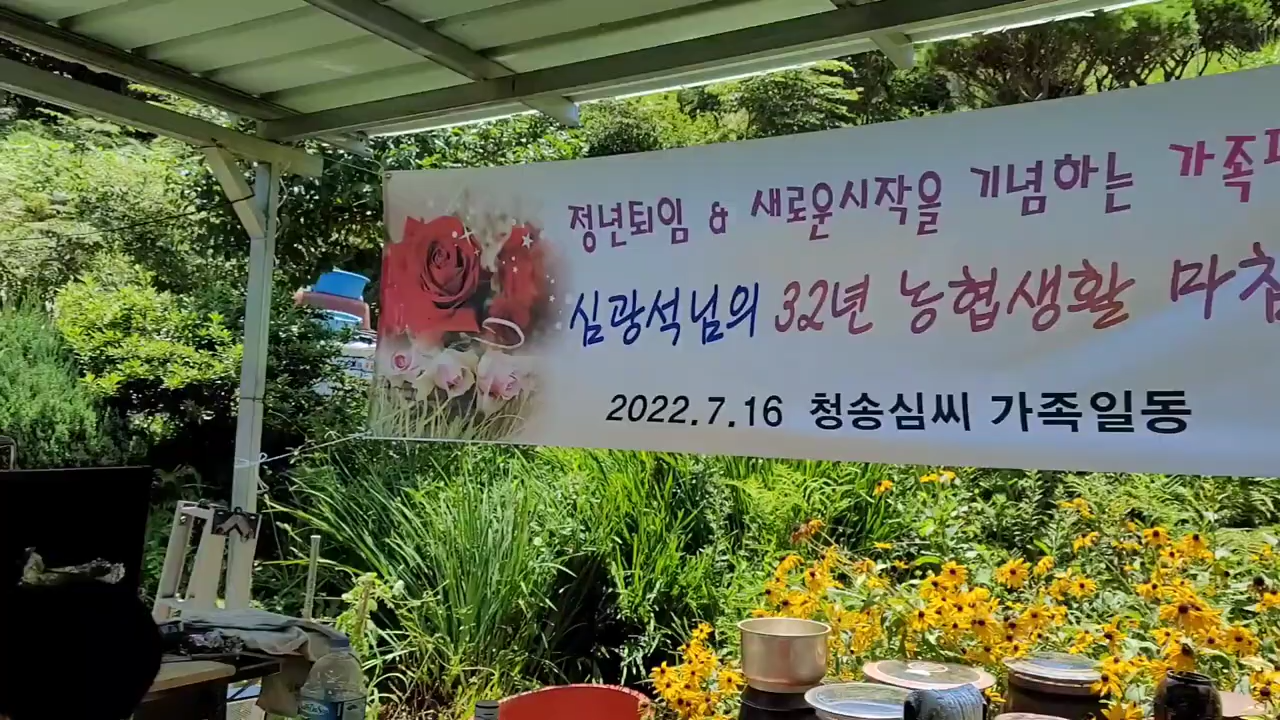 정년퇴임 & 새로운시작을 기념하는 가족
심광석님의 32년 농협생활 마침
2022.7.16 청송심씨 가족일동